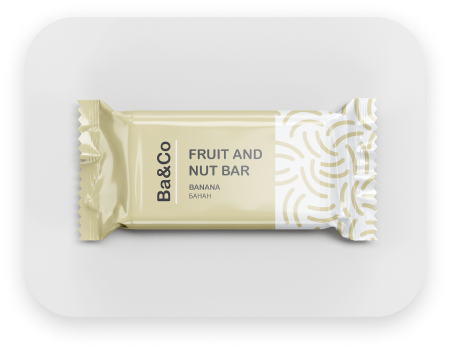 Ba&Co
FRUIT AND
NUT BAR
BANANA
БАНАН